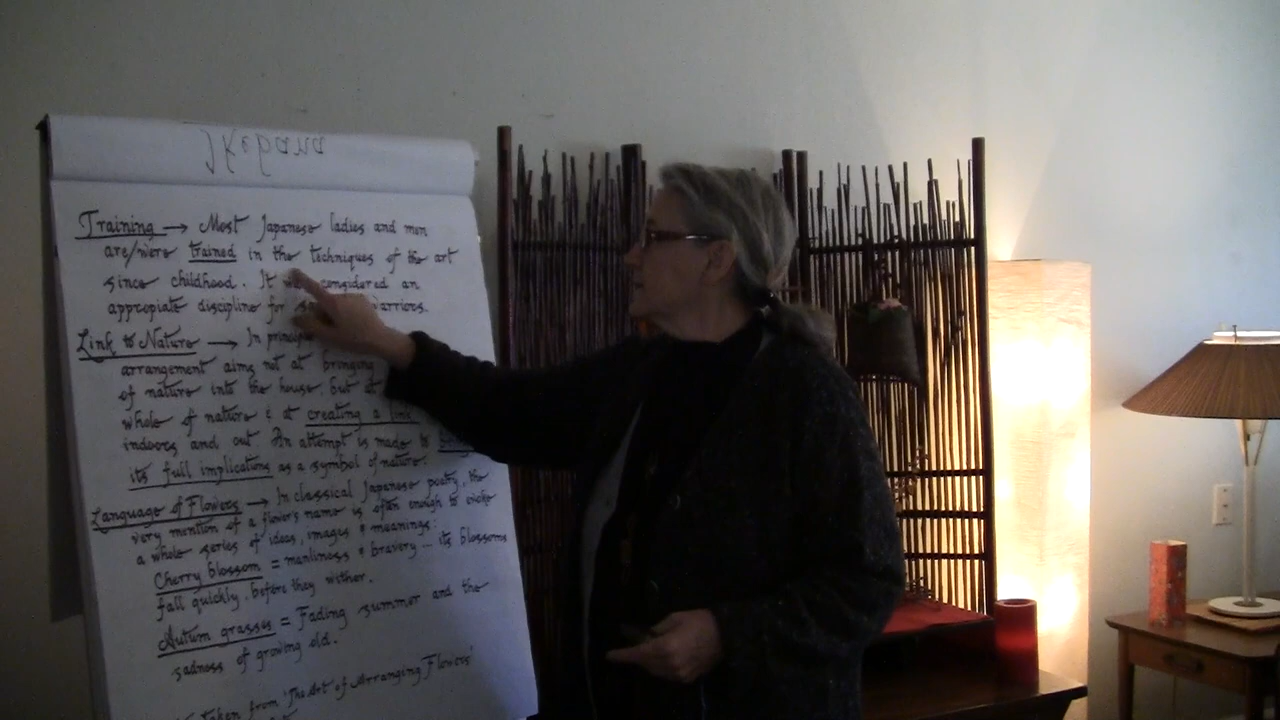 Ikebana
Training → Most Japanese ladies and men
are/were trained in the techniques of the art
since childhood. It was considered an
appropiate discipline for warriors.
Link to Nature → In
arrangement aims not at bringing
of nature into the house, but at
whole of nature & at creating a link
indoors and out. An attempt is made to
its full implications as a symbol of nature.
Language of Flowers → In classical Japanese poetry, the
very mention of a flower's name is often enough to evoke
a whole series of ideas, images & meanings:
Cherry blossom = manliness & bravery... its blossoms
fall quickly, before they wither.
Autum grasses = Fading summer and the
sadness of growing old.
taken from 'The Art of Arranging Flowers'